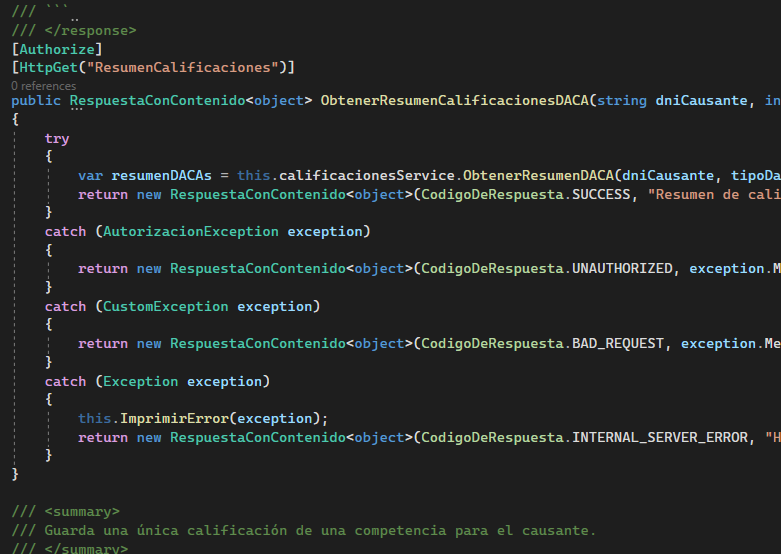 /// ```
/// </response>
[Authorize]
[HttpGet("ResumenCalificaciones")]
0 references
public RespuestaConContenido<object> ObtenerResumenCalificacionesDACA(string dniCausante, in
{
try
{
var resumenDACAs = this.calificacionesService.ObtenerResumenDACA(dniCausante, tipoDa
return new RespuestaConContenido<object>(CodigoDeRespuesta.SUCCESS, "Resumen de cali
}
catch (AutorizacionException exception)
{
return new RespuestaConContenido<object>(CodigoDeRespuesta.UNAUTHORIZED, exception.M
}
catch (CustomException exception)
{
return new RespuestaConContenido<object>(CodigoDeRespuesta.BAD_REQUEST, exception.Me
}
catch (Exception exception)
{
this.ImprimirError(exception);
return new RespuestaConContenido<object>(CodigoDeRespuesta.INTERNAL_SERVER_ERROR, "H
}
}
/// <summary>
/// Guarda una única calificación de una competencia para el causante.
/// </summary>